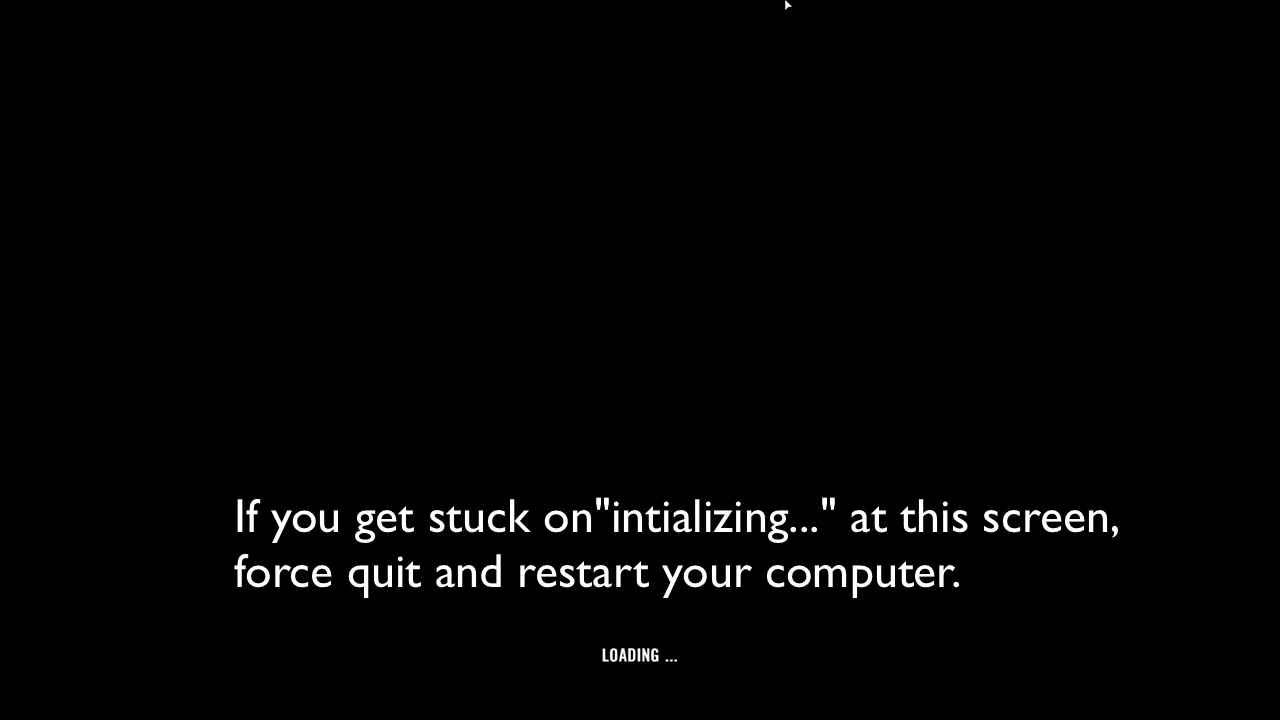 If you get stuck on"intializing..." at this screen,
force quit and restart your computer.
LOADING ...